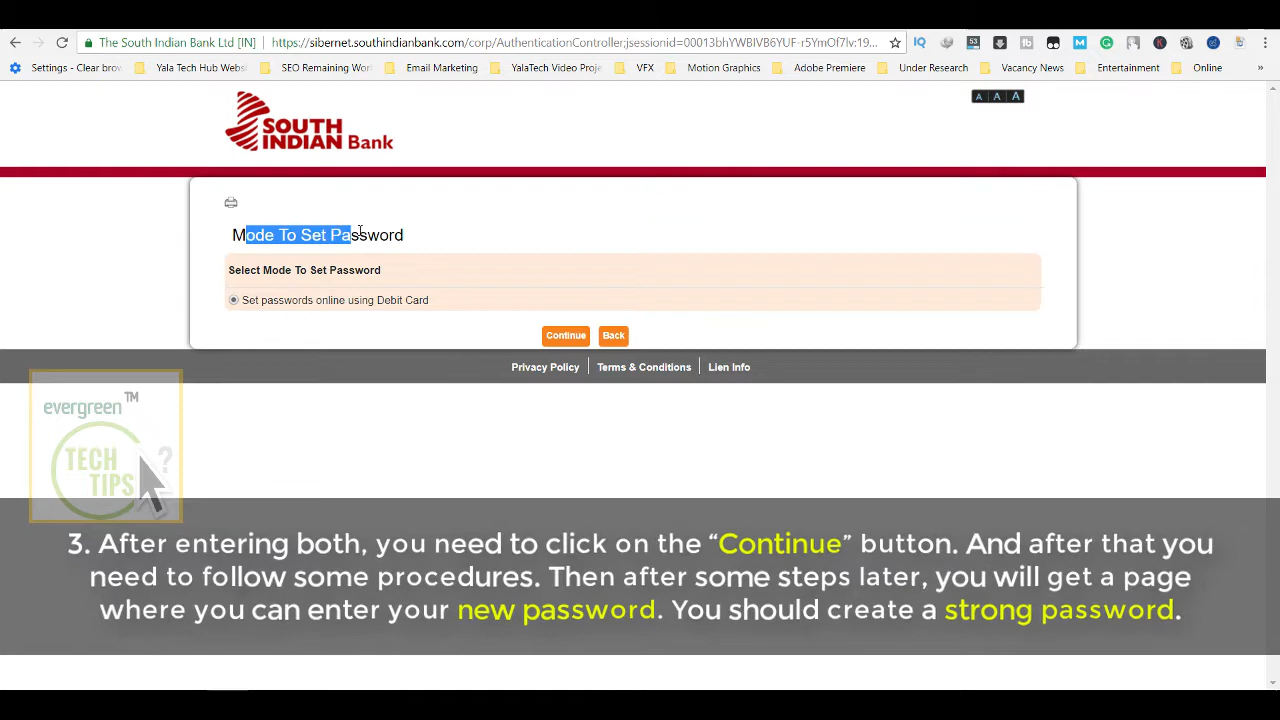 The South Indian Bank Ltd [IN] https://sibernet.southindianbank.com/corp/AuthenticationController;jsessionid=00013bhYWBIVB6YUF-r5YmOf7lv:19...
Settings - Clear brov Yala Tech Hub Websi SEO Remaining Wor Email Marketing YalaTech Video Proje VFX Motion Graphics Adobe Premiere Under Research Vacancy News Entertainment Online »
A A A
SOUTH
INDIAN Bank
Mode To Set Password
Select Mode To Set Password
Set passwords online using Debit Card
Continue Back
Privacy Policy Terms & Conditions Lien Info
evergreen™
TECH ?
TIPS
3. After entering both, you need to click on the “Continue” button. And after that you
need to follow some procedures. Then after some steps later, you will get a page
where you can enter your new password. You should create a strong password.